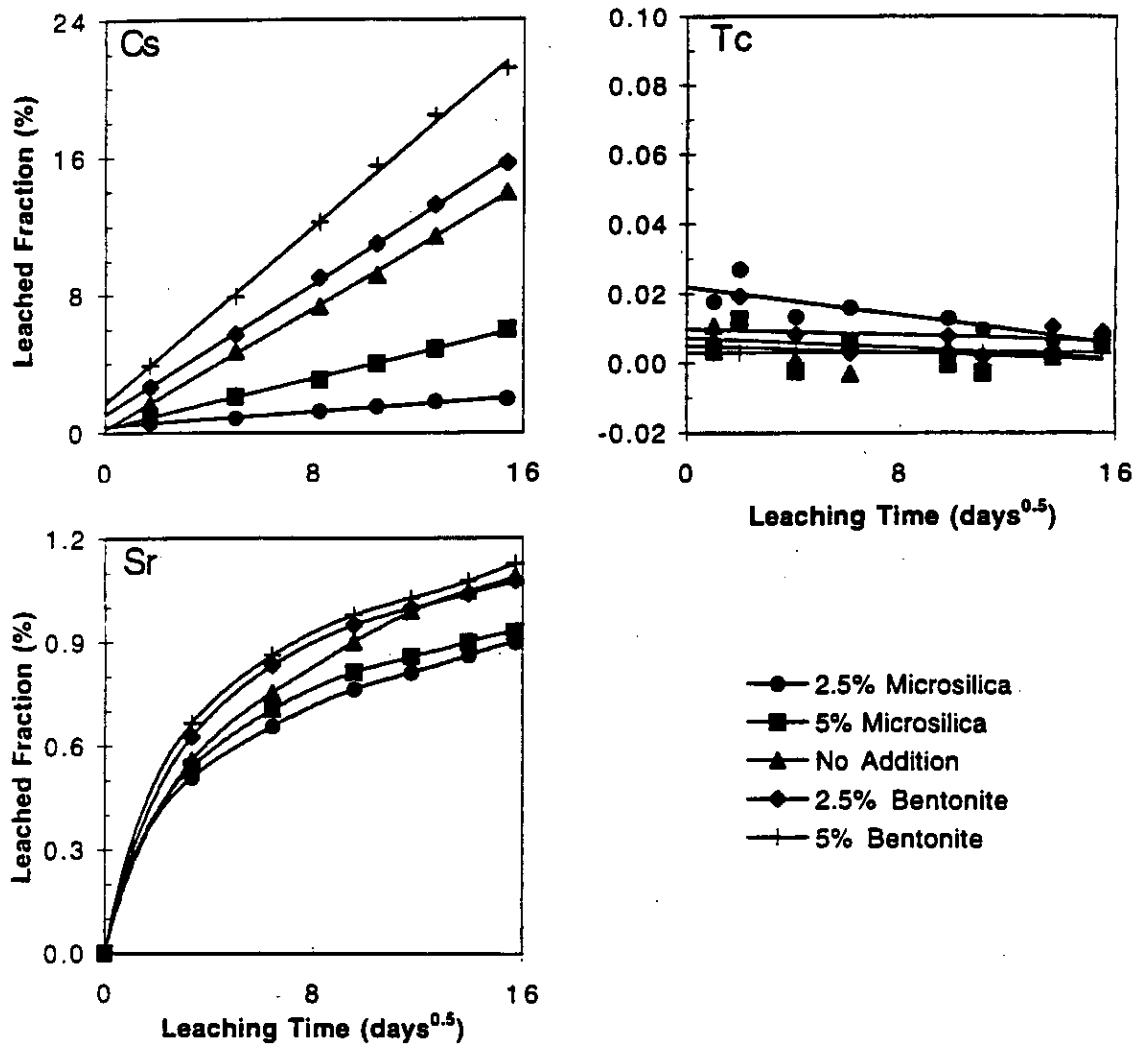 Cs
Leached Fraction (%)
24
16
8
0
0 8 16
Tc
0.10
0.08
0.06
0.04
0.02
0.00
-0.02
0 8 16
Leaching Time (days^0.5)
Sr
Leached Fraction (%)
1.2
0.9
0.6
0.3
0.0
0 8 16
Leaching Time (days^0.5)
2.5% Microsilica
5% Microsilica
No Addition
2.5% Bentonite
5% Bentonite